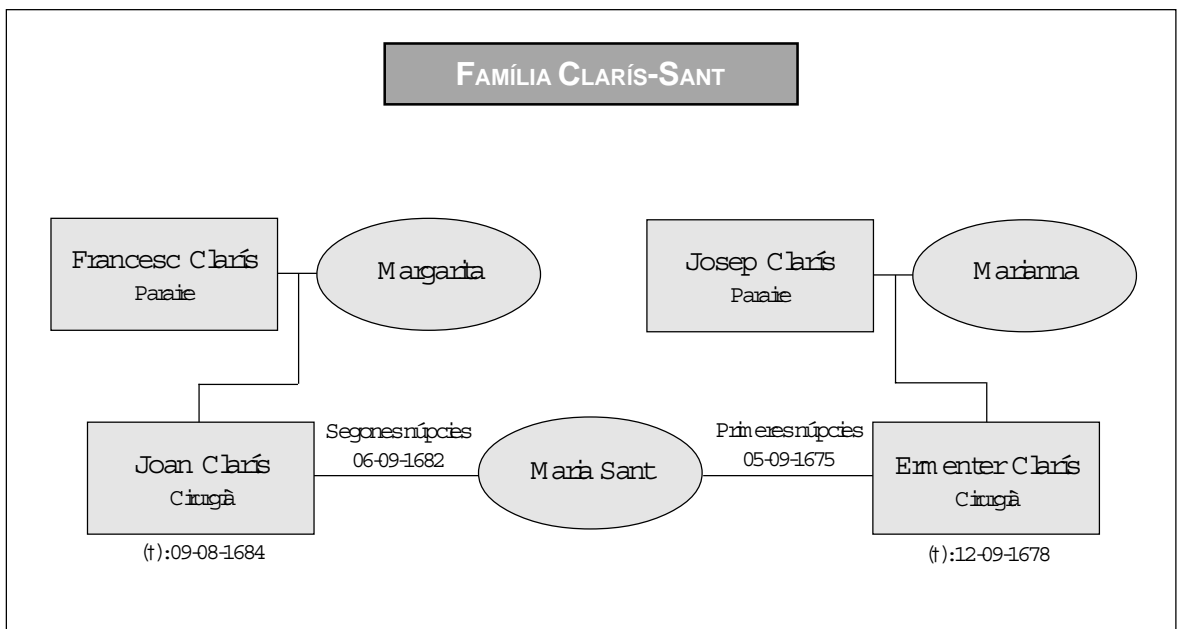 FAMÍLIA CLARÍS-SANT
Francesc Clarís
Paraire
Margarita
Josep Clarís
Paraire
Marianna
Segones núpcies
06-09-1682
Primeres núpcies
05-09-1675
Joan Clarís
Cirurgià
Maria Sant
Ermenter Clarís
Cirurgià
(†):09-08-1684
(†):12-09-1678